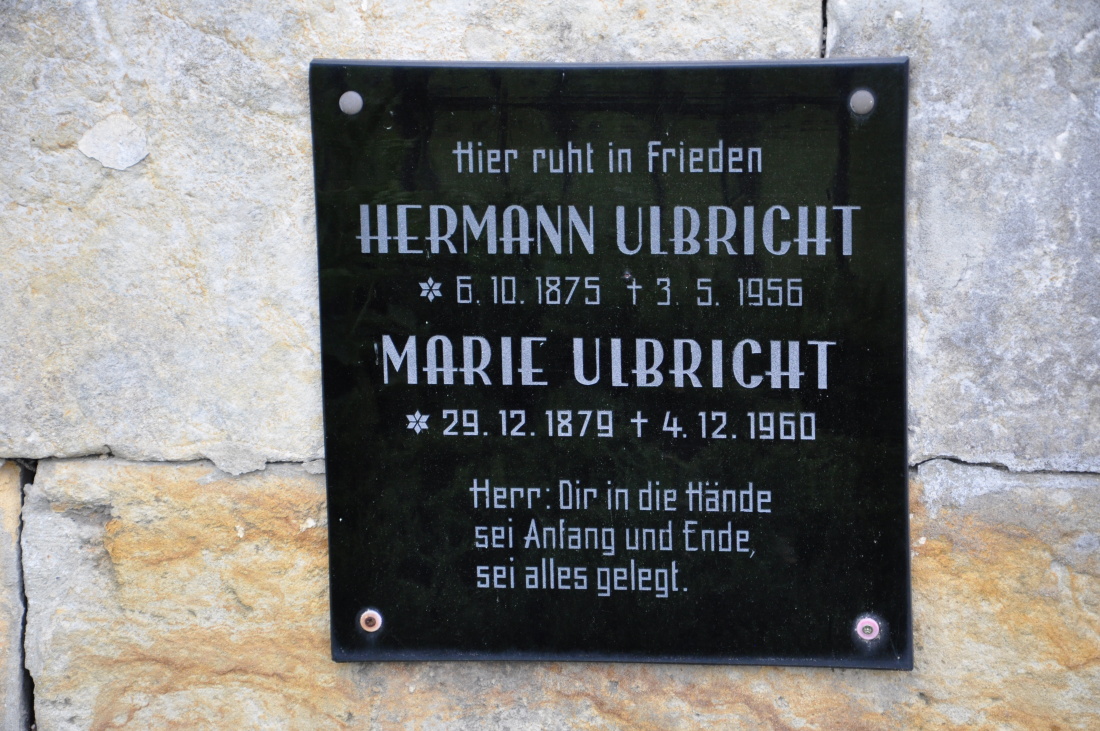 Hier ruht in Frieden
HERMANN ULBRICHT
✶ 6. 10. 1875 † 3. 5. 1956
MARIE ULBRICHT
✶ 29. 12. 1879 † 4. 12. 1960
Herr: Dir in die Hände
sei Anfang und Ende,
sei alles gelegt.